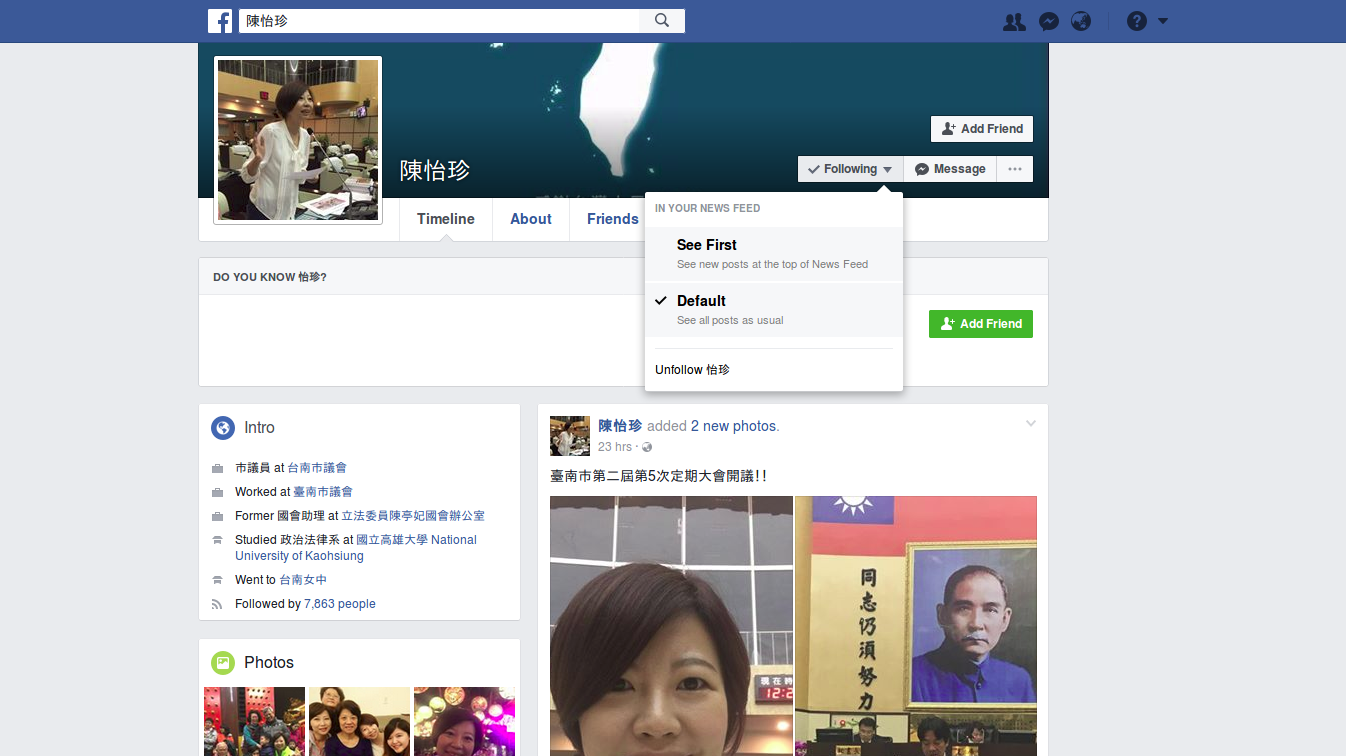 陳怡珍
Add Friend
陳怡珍
Following
Message
Timeline
About
Friends
IN YOUR NEWS FEED
See First
See new posts at the top of News Feed
Default
See all posts as usual
Unfollow 怡珍
DO YOU KNOW 怡珍?
Add Friend
Intro
市議員 at 台南市議會
Worked at 臺南市議會
Former 國會助理 at 立法委員陳亭妃國會辦公室
Studied 政治法律系 at 國立高雄大學 National
University of Kaohsiung
Went to 台南女中
Followed by 7,863 people
Photos
陳怡珍 added 2 new photos.
23 hrs ·
臺南市第二屆第5次定期大會開議!!
現在時
12:2
同志仍須努力